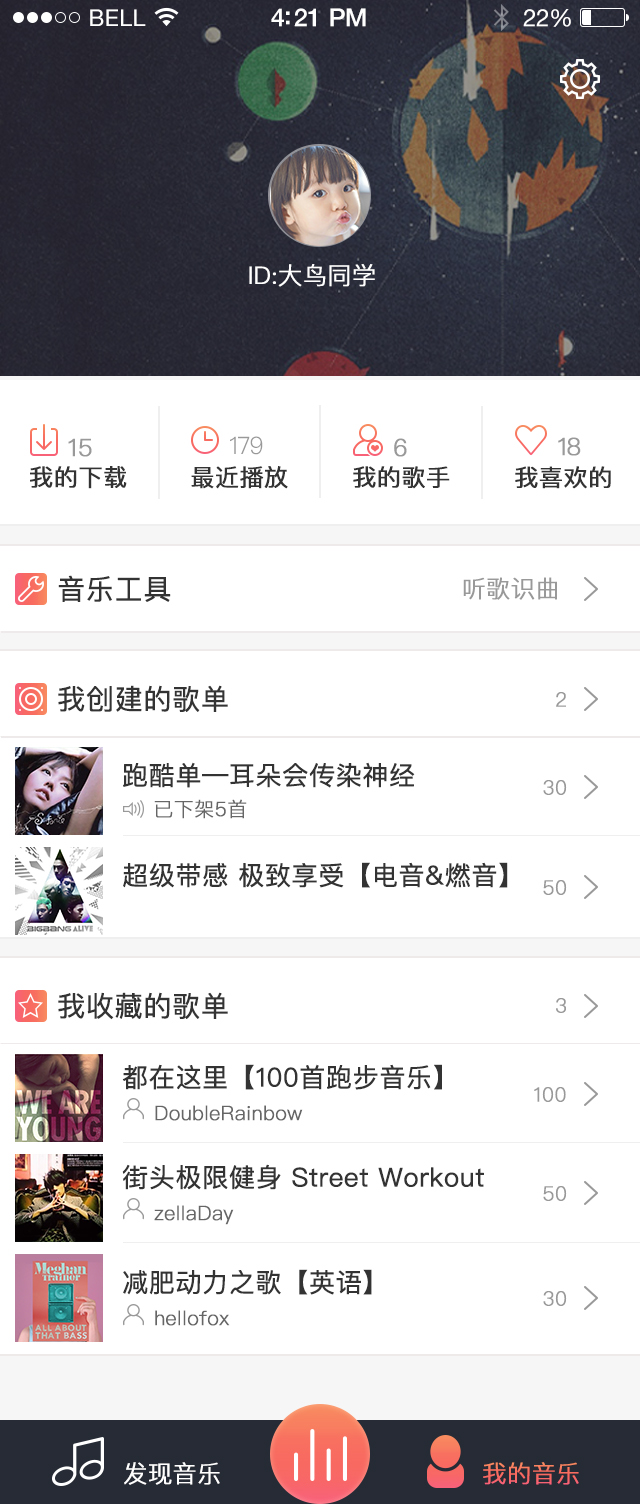 BELL 4:21 PM 22%
ID:大鸟同学
15 179 6 18
我的下载 最近播放 我的歌手 我喜欢的
音乐工具 听歌识曲
我创建的歌单 2
跑酷单—耳朵会传染神经 30
已下架5首
超级带感 极致享受【电音&燃音】 50
BIGBANG ALIVE
我收藏的歌单 3
都在这里【100首跑步音乐】 100
DoubleRainbow
WE ARE
YOUNG
街头极限健身 Street Workout 50
zellaDay
减肥动力之歌【英语】 30
hellofox
Meghan
Trainor
ALL ABOUT
THAT BASS
发现音乐 我的音乐